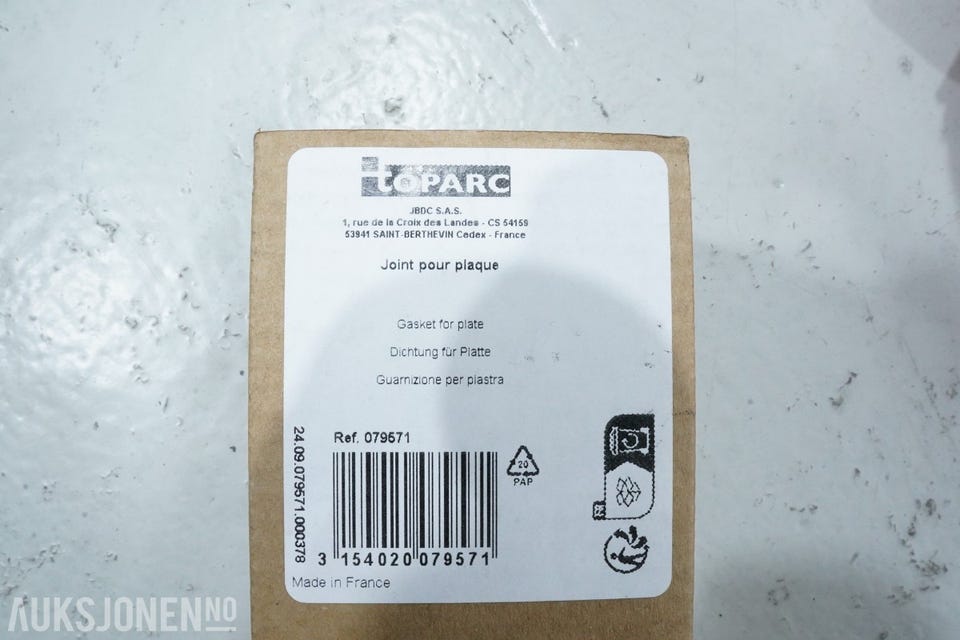 tOPARC
JBDC S.A.S.
1, rue de la Croix des Landes - CS 54159
53941 SAINT-BERTHEVIN Cedex - France
Joint pour plaque
Gasket for plate
Dichtung für Platte
Guarnizione per piastra
Ref. 079571
24.09.079571.000378
20
PAP
FR
3 154020 079571
Made in France
AUKSJONEN.NO